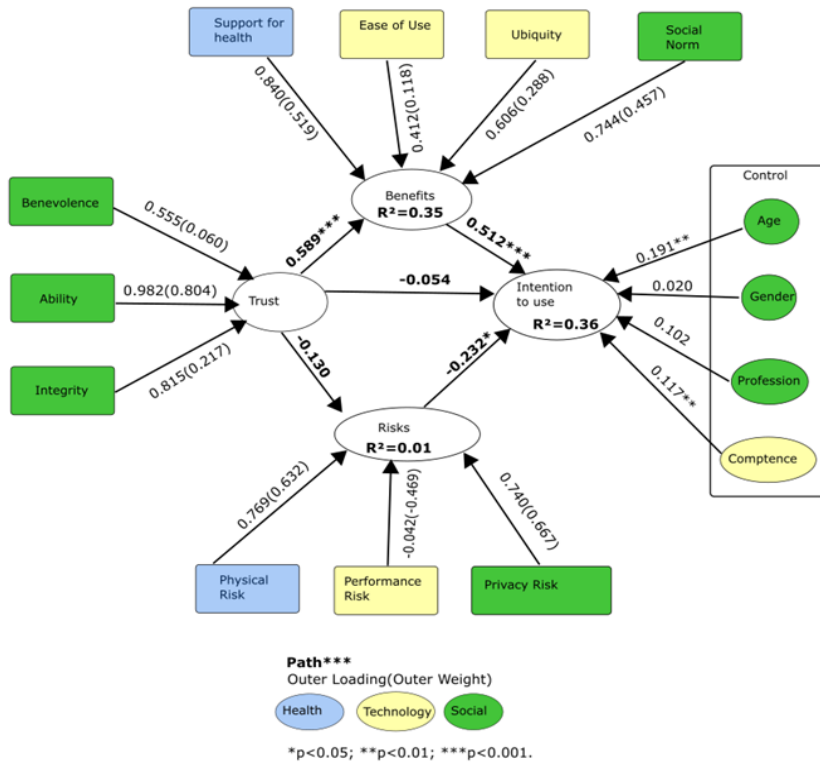 Support for
health
Ease of Use
Ubiquity
Social
Norm
0.840(0.519)
0.412(0.118)
0.606(0.288)
0.744(0.457)
Benevolence
Ability
Integrity
0.555(0.060)
0.982(0.804)
0.815(0.217)
Trust
Benefits
R²=0.35
0.589***
0.512***
-0.054
-0.130
-0.232*
Intention
to use
R²=0.36
Risks
R²=0.01
Control
Age
Gender
Profession
Comptence
0.191**
0.020
0.102
0.117**
0.769(0.632)
-0.042(-0.469)
0.740(0.667)
Physical
Risk
Performance
Risk
Privacy Risk
Path***
Outer Loading(Outer Weight)
Health
Technology
Social
*p<0.05; **p<0.01; ***p<0.001.